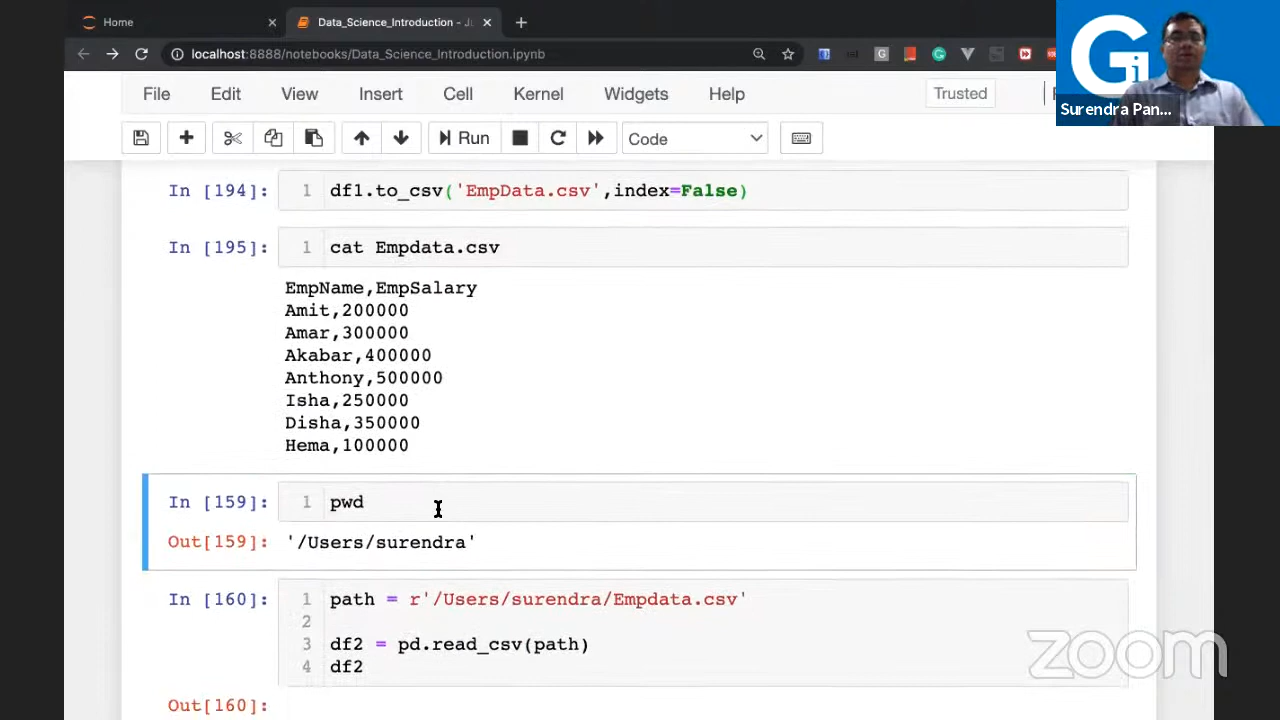 Home
Data_Science_Introduction - Ju
localhost:8888/notebooks/Data_Science_Introduction.ipynb
Gi
Surendra Pan...
File Edit View Insert Cell Kernel Widgets Help Trusted
Run Code
In [194]: 1 df1.to_csv('EmpData.csv',index=False)
In [195]: 1 cat Empdata.csv
EmpName,EmpSalary
Amit,200000
Amar,300000
Akabar,400000
Anthony,500000
Isha,250000
Disha,350000
Hema,100000
In [159]: 1 pwd
Out[159]: '/Users/surendra'
In [160]: 1 path = r'/Users/surendra/Empdata.csv'
2
3 df2 = pd.read_csv(path)
4 df2
Out[160]:
zoom